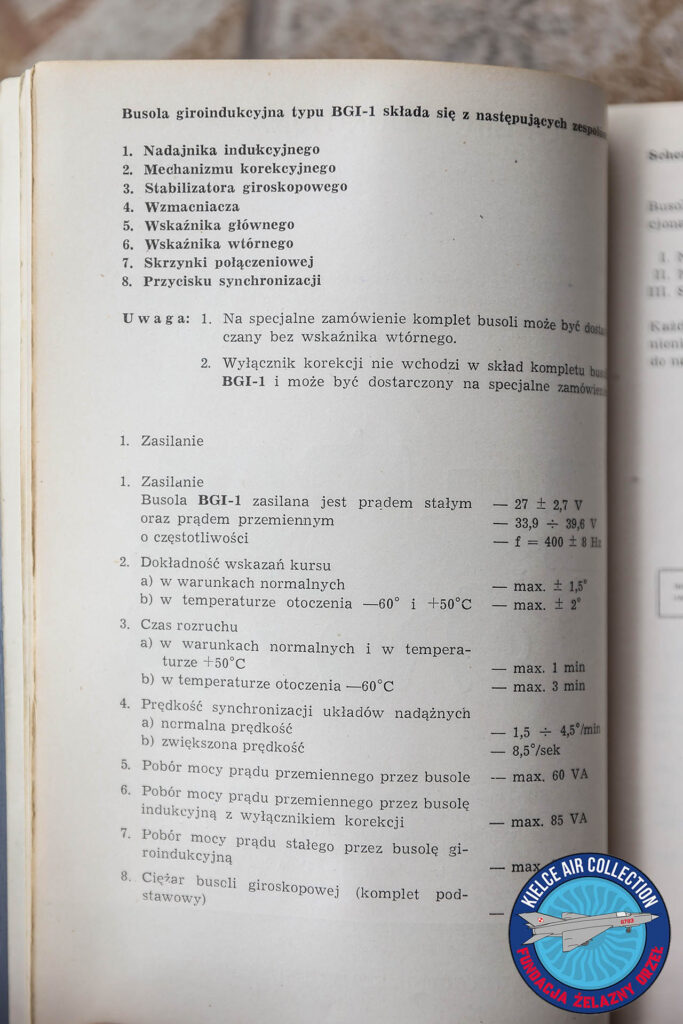 Busola giroindukcyjna typu BGI-1 składa się z następujących
1. Nadajnika indukcyjnego
2. Mechanizmu korekcyjnego
3. Stabilizatora giroskopowego
4. Wzmacniacza
5. Wskaźnika głównego
6. Wskaźnika wtórnego
7. Skrzynki połączeniowej
8. Przycisku synchronizacji
Uwaga: 1. Na specjalne zamówienie komplet busoli może być
czany bez wskaźnika wtórnego.
2. Wyłącznik korekcji nie wchodzi w skład kompletu
BGI-1 i może być dostarczony na specjalne
1. Zasilanie
1. Zasilanie
Busola BGI-1 zasilana jest prądem stałym — 27 ± 2,7 V
oraz prądem przemiennym — 33,9 ÷ 39,6 V
o częstotliwości — f = 400 ± 8 Hz
2. Dokładność wskazań kursu
a) w warunkach normalnych — max. ± 1,5°
b) w temperaturze otoczenia —60° i +50°C — max. ± 2°
3. Czas rozruchu
a) w warunkach normalnych i w tempera-
turze +50°C — max. 1 min
b) w temperaturze otoczenia —60°C — max. 3 min
4. Prędkość synchronizacji układów nadążnych
a) normalna prędkość — 1,5 ÷ 4,5°/min
b) zwiększona prędkość — 8,5°/sek
5. Pobór mocy prądu przemiennego przez busole — max. 60 VA
6. Pobór mocy prądu przemiennego przez busolę
indukcyjną z wyłącznikiem korekcji — max. 85 VA
7. Pobór mocy prądu stałego przez busolę gi-
roindukcyjną — max.
8. Ciężar busoli giroskopowej (komplet pod-
stawowy) —
KIELCE AIR COLLECTION
6703
FUNDACJA ŻELAZNY ORZEŁ